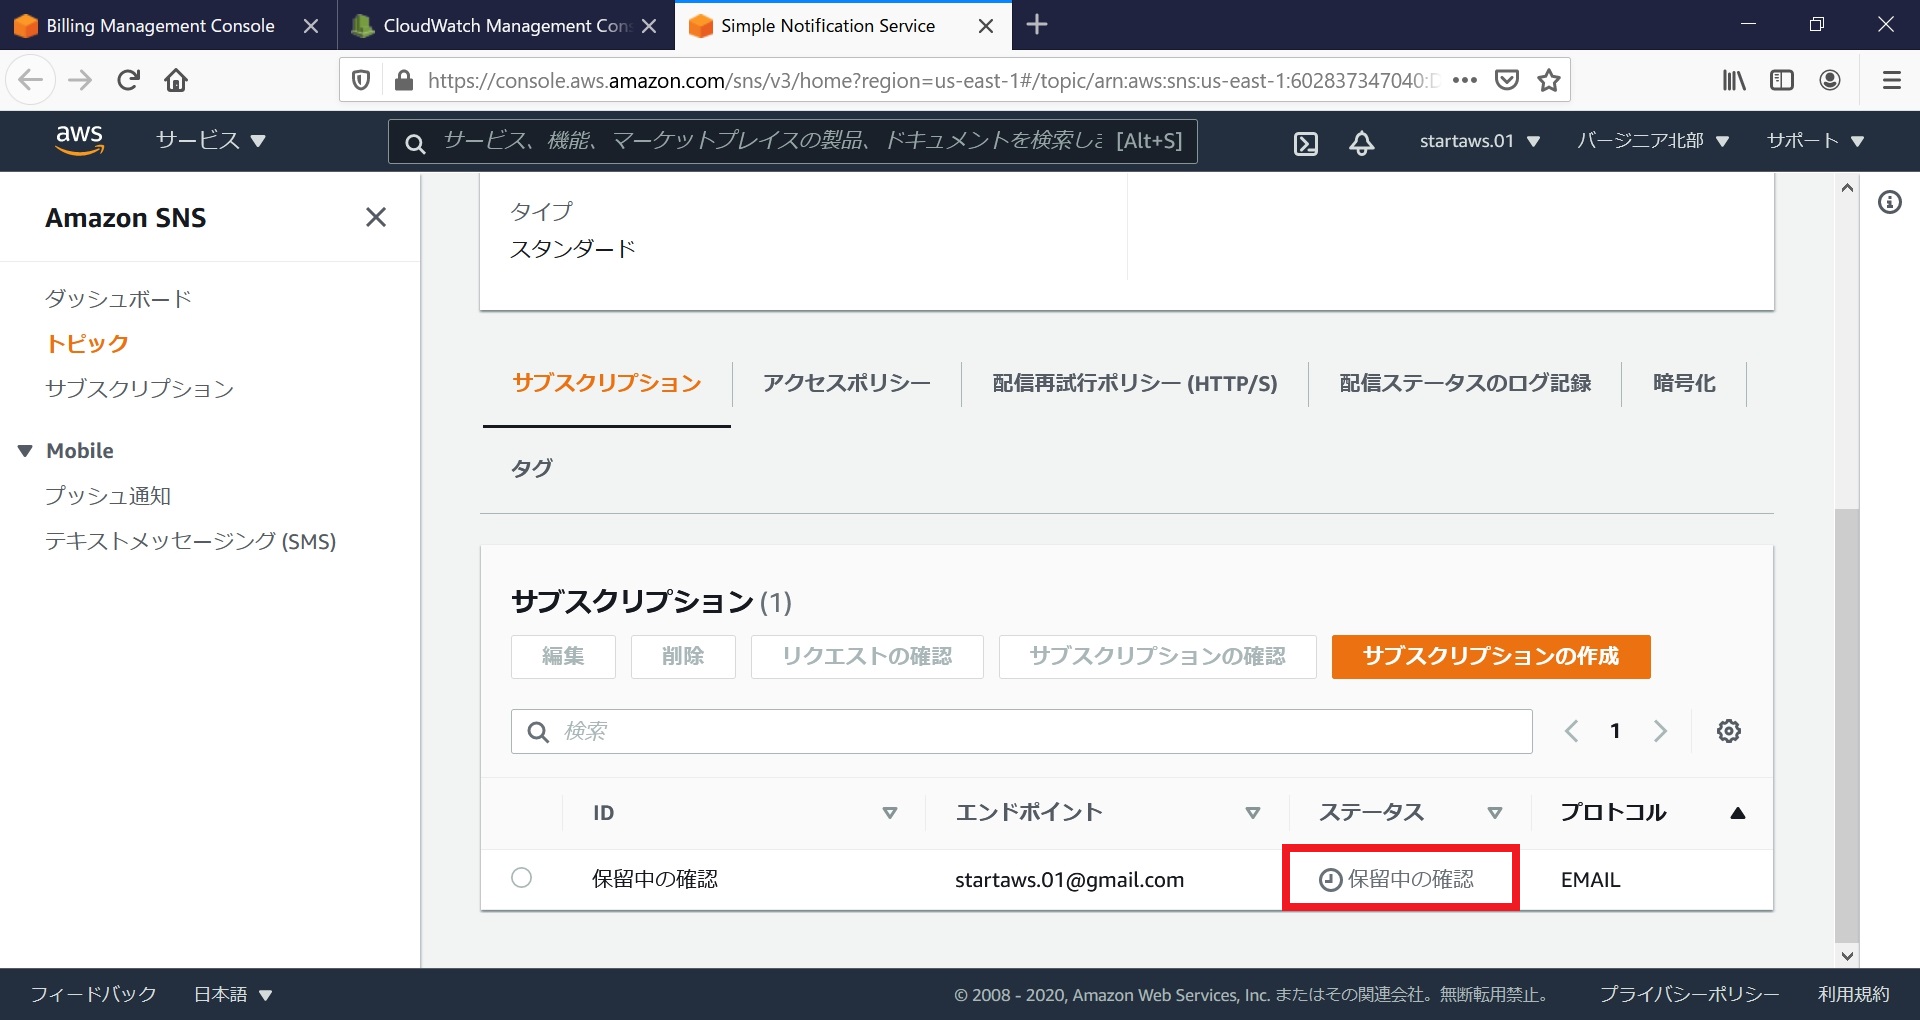 Billing Management Console
CloudWatch Management Con
Simple Notification Service
https://console.aws.amazon.com/sns/v3/home?region=us-east-1#/topic/arn:aws:sns:us-east-1:602837347040:D
aws
サービス
サービス、機能、マーケットプレイスの製品、ドキュメントを検索しま [Alt+S]
startaws.01
バージニア北部
サポート
Amazon SNS
ダッシュボード
トピック
サブスクリプション
Mobile
プッシュ通知
テキストメッセージング (SMS)
タイプ
スタンダード
サブスクリプション
アクセスポリシー
配信再試行ポリシー (HTTP/S)
配信ステータスのログ記録
暗号化
タグ
サブスクリプション (1)
編集
削除
リクエストの確認
サブスクリプションの確認
サブスクリプションの作成
検索
1
ID
エンドポイント
ステータス
プロトコル
保留中の確認
startaws.01@gmail.com
保留中の確認
EMAIL
フィードバック
日本語
© 2008 - 2020, Amazon Web Services, Inc. またはその関連会社。無断転用禁止。
プライバシーポリシー
利用規約